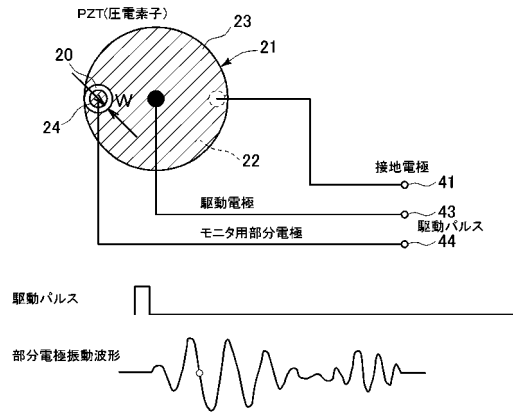 PZT(圧電素子)
23
20
21
W
24
22
接地電極
41
駆動電極
43
駆動パルス
モニタ用部分電極
44
駆動パルス
部分電極振動波形